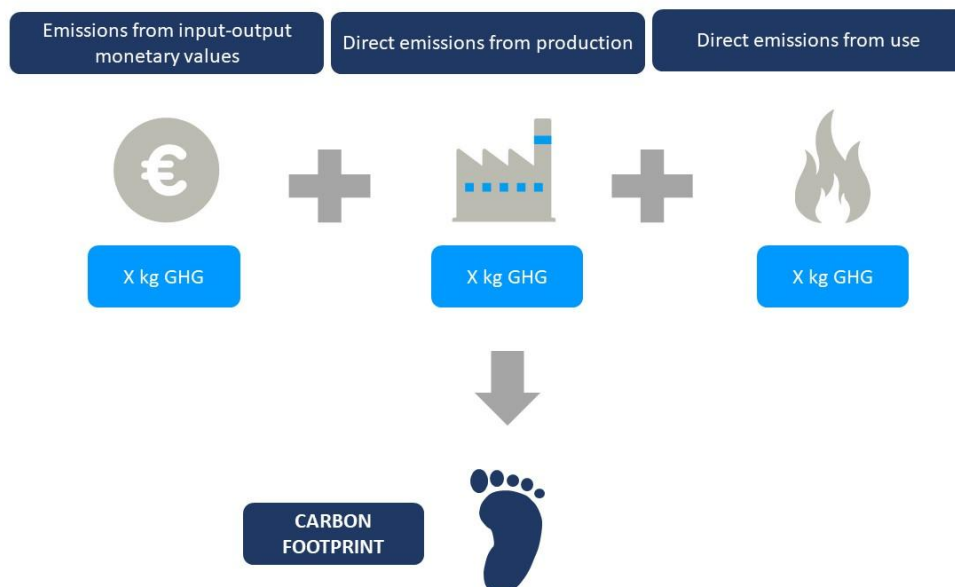 Emissions from input-output
monetary values
Direct emissions from production
Direct emissions from use
€
X kg GHG
X kg GHG
X kg GHG
CARBON
FOOTPRINT